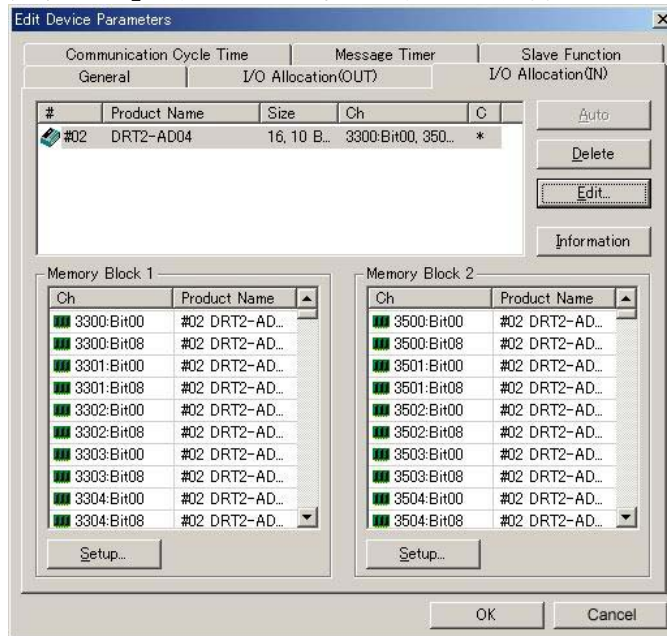 Edit Device Parameters
Communication Cycle Time Message Timer Slave Function
General I/O Allocation(OUT) I/O Allocation(IN)
# Product Name Size Ch C
#02 DRT2-AD04 16, 10 B... 3300:Bit00, 350... *
Auto
Delete
Edit...
Information
Memory Block 1
Ch Product Name
3300:Bit00 #02 DRT2-AD...
3300:Bit08 #02 DRT2-AD...
3301:Bit00 #02 DRT2-AD...
3301:Bit08 #02 DRT2-AD...
3302:Bit00 #02 DRT2-AD...
3302:Bit08 #02 DRT2-AD...
3303:Bit00 #02 DRT2-AD...
3303:Bit08 #02 DRT2-AD...
3304:Bit00 #02 DRT2-AD...
3304:Bit08 #02 DRT2-AD...
Setup...
Memory Block 2
Ch Product Name
3500:Bit00 #02 DRT2-AD...
3500:Bit08 #02 DRT2-AD...
3501:Bit00 #02 DRT2-AD...
3501:Bit08 #02 DRT2-AD...
3502:Bit00 #02 DRT2-AD...
3502:Bit08 #02 DRT2-AD...
3503:Bit00 #02 DRT2-AD...
3503:Bit08 #02 DRT2-AD...
3504:Bit00 #02 DRT2-AD...
3504:Bit08 #02 DRT2-AD...
Setup...
OK Cancel